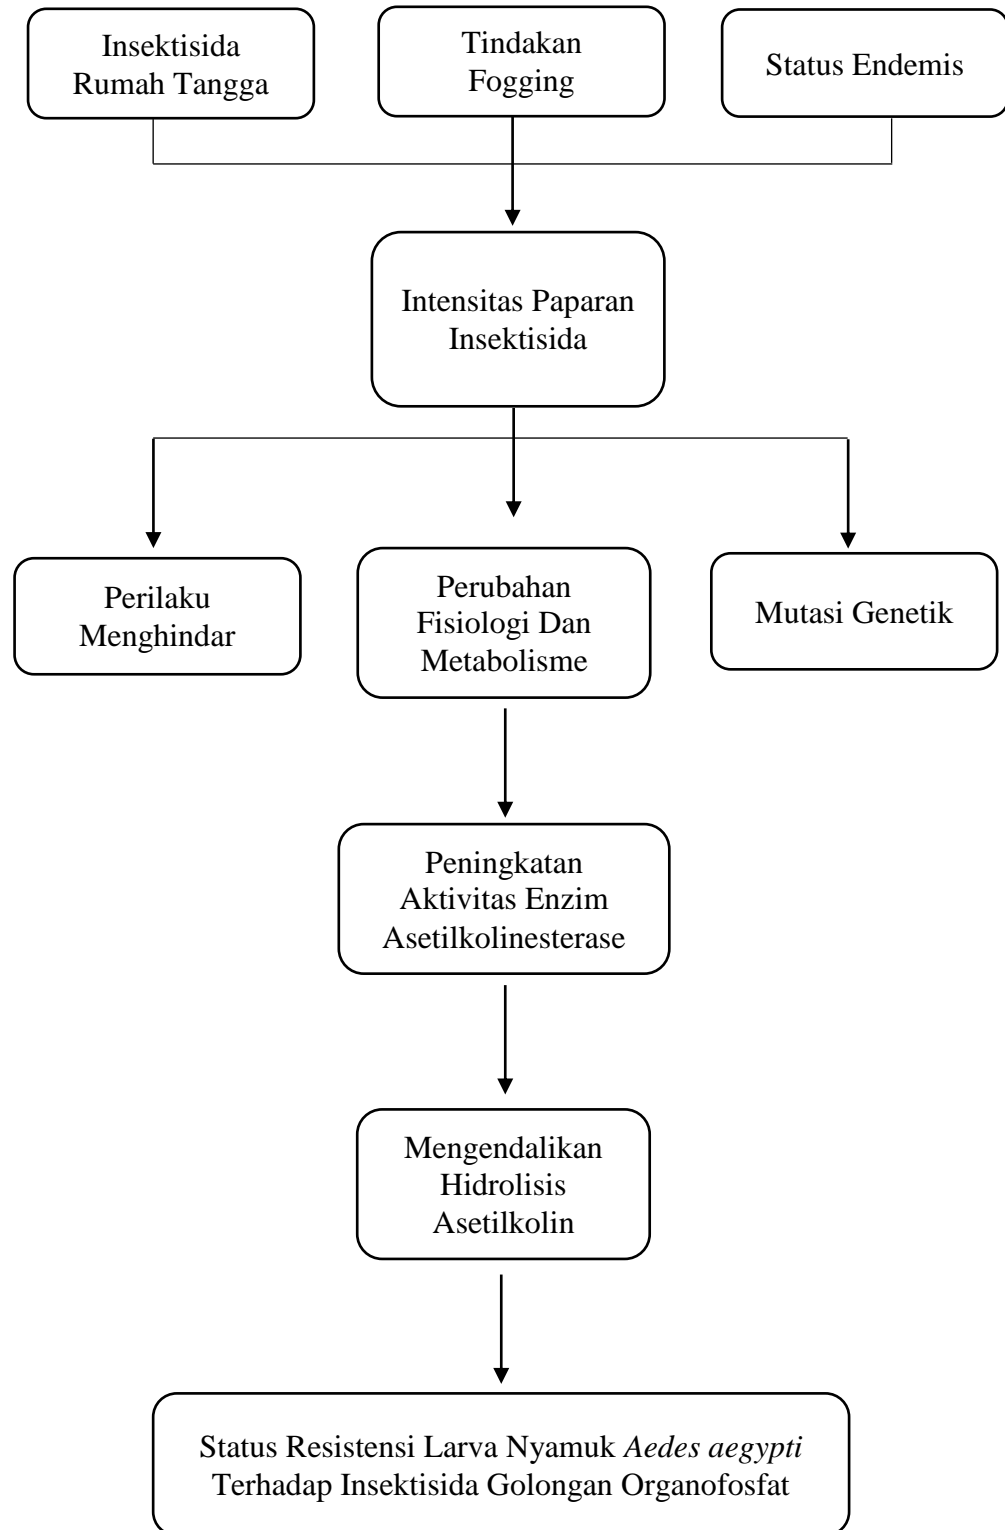 Insektisida
Rumah Tangga
Tindakan
Fogging
Status Endemis
Intensitas Paparan
Insektisida
Perilaku
Menghindar
Perubahan
Fisiologi Dan
Metabolisme
Mutasi Genetik
Peningkatan
Aktivitas Enzim
Asetilkolinesterase
Mengendalikan
Hidrolisis
Asetilkolin
Status Resistensi Larva Nyamuk Aedes aegypti
Terhadap Insektisida Golongan Organofosfat